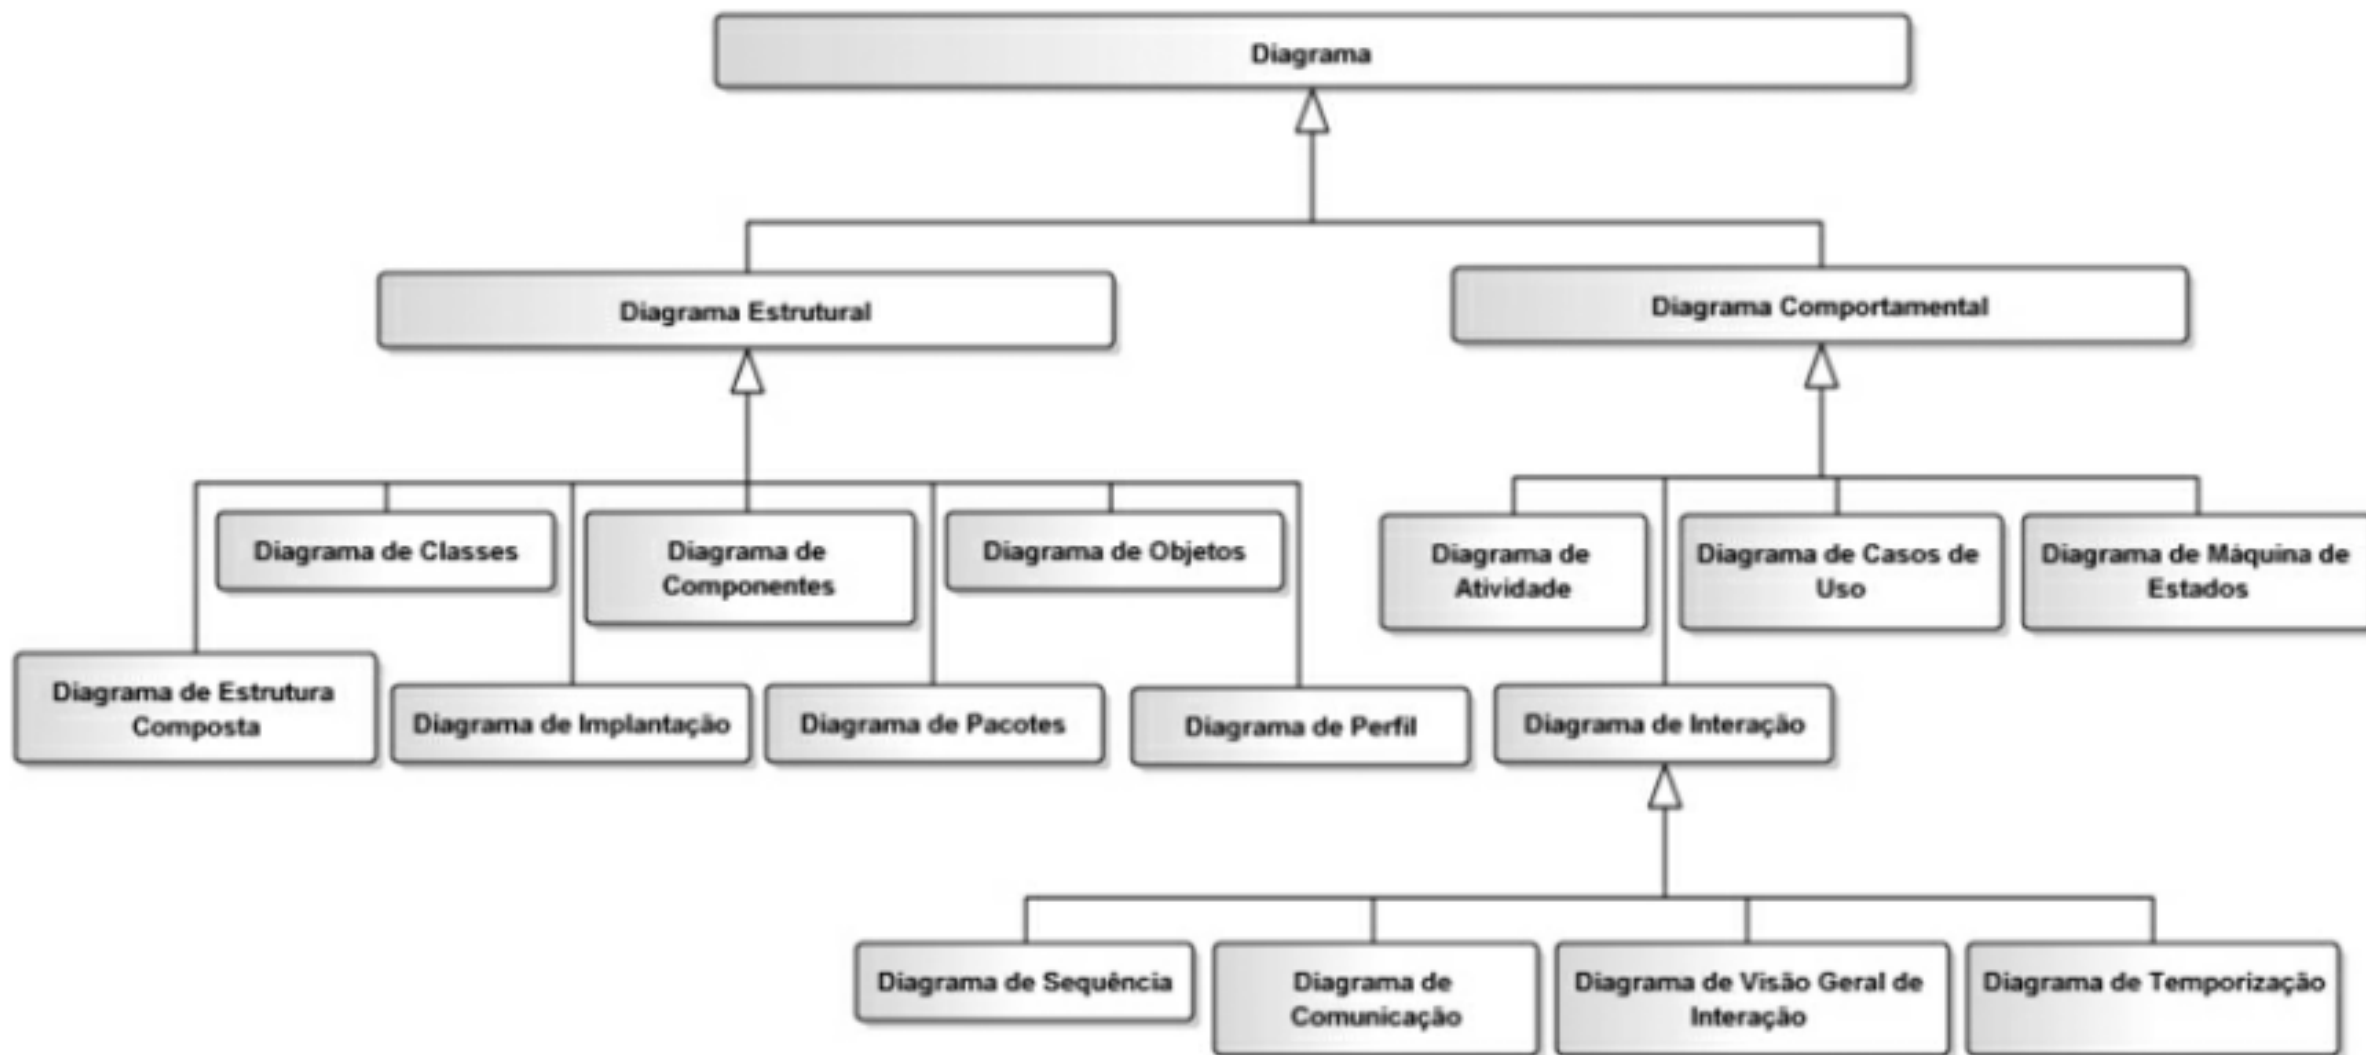 Diagrama
Diagrama Estrutural
Diagrama Comportamental
Diagrama de Classes
Diagrama de
Componentes
Diagrama de Objetos
Diagrama de
Atividade
Diagrama de Casos de
Uso
Diagrama de Máquina de
Estados
Diagrama de Estrutura
Composta
Diagrama de Implantação
Diagrama de Pacotes
Diagrama de Perfil
Diagrama de Interação
Diagrama de Sequência
Diagrama de
Comunicação
Diagrama de Visão Geral de
Interação
Diagrama de Temporização